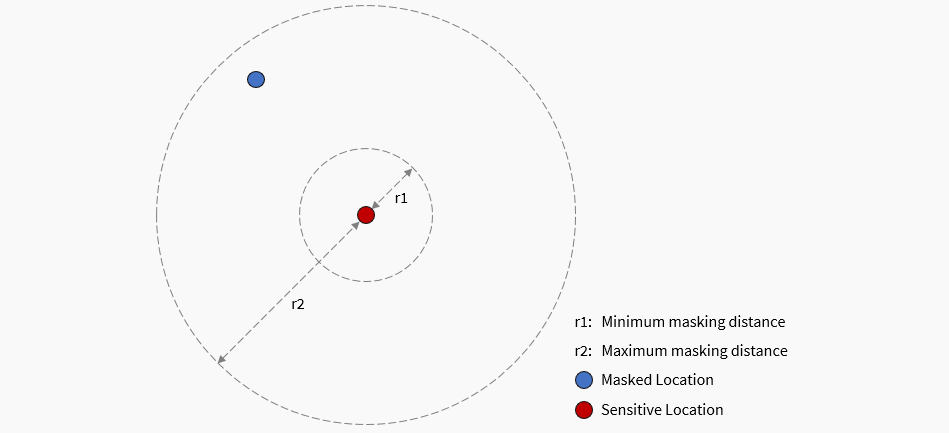 r1
r2
r1: Minimum masking distance
r2: Maximum masking distance
Masked Location
Sensitive Location